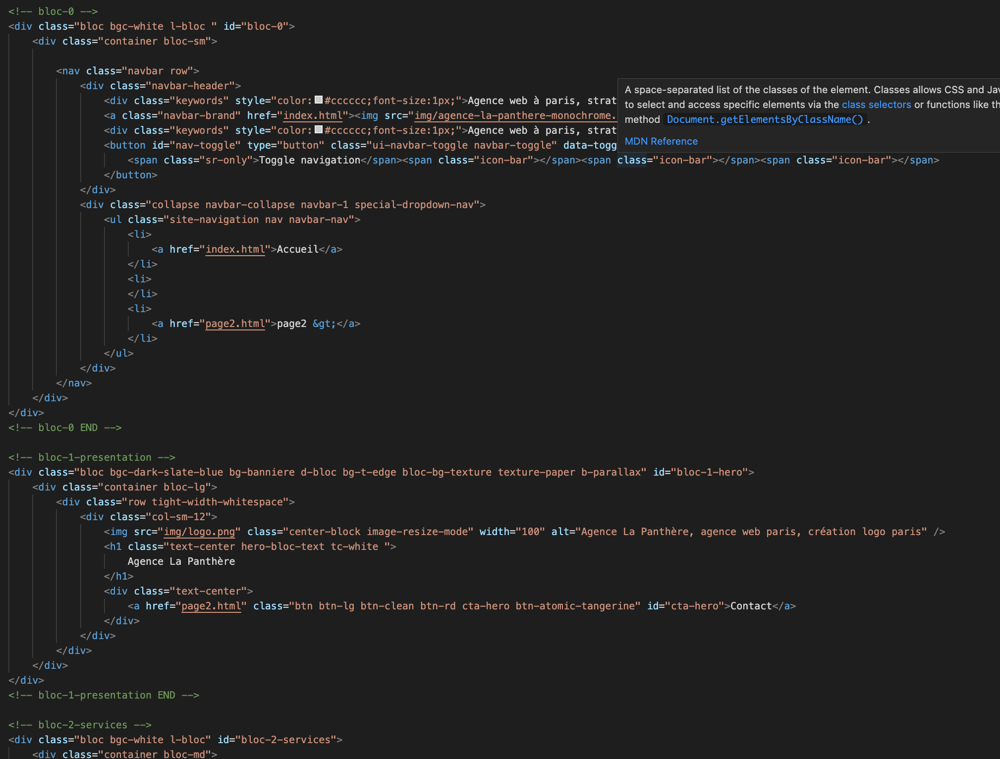 <!-- bloc-0 -->
<div class="bloc bgc-white l-bloc " id="bloc-0">
    <div class="container bloc-sm">

        <nav class="navbar row">
            <div class="navbar-header">
                <div class="keywords" style="color:#cccccc;font-size:1px;">Agence web à paris, strat
                <a class="navbar-brand" href="index.html"><img src="img/agence-la-panthere-monochrome.
                <div class="keywords" style="color:#cccccc;font-size:1px;">Agence web à paris, strat
                <button id="nav-toggle" type="button" class="ui-navbar-toggle navbar-toggle" data-togg
A space-separated list of the classes of the element. Classes allows CSS and Jav
to select and access specific elements via the class selectors or functions like th
method Document.getElementsByClassName().
MDN Reference
                    <span class="sr-only">Toggle navigation</span><span class="icon-bar"></span><span class="icon-bar"></span><span class="icon-bar"></span>
                </button>
            </div>
            <div class="collapse navbar-collapse navbar-1 special-dropdown-nav">
                <ul class="site-navigation nav navbar-nav">
                    <li>
                        <a href="index.html">Accueil</a>
                    </li>
                    <li>
                    </li>
                    <li>
                        <a href="page2.html">page2 &gt;</a>
                    </li>
                </ul>
            </div>
        </nav>
    </div>
</div>
<!-- bloc-0 END -->

<!-- bloc-1-presentation -->
<div class="bloc bgc-dark-slate-blue bg-banniere d-bloc bg-t-edge bloc-bg-texture texture-paper b-parallax" id="bloc-1-hero">
    <div class="container bloc-lg">
        <div class="row tight-width-whitespace">
            <div class="col-sm-12">
                <img src="img/logo.png" class="center-block image-resize-mode" width="100" alt="Agence La Panthère, agence web paris, création logo paris" />
                <h1 class="text-center hero-bloc-text tc-white ">
                    Agence La Panthère
                </h1>
                <div class="text-center">
                    <a href="page2.html" class="btn btn-lg btn-clean btn-rd cta-hero btn-atomic-tangerine" id="cta-hero">Contact</a>
                </div>
            </div>
        </div>
    </div>
</div>
<!-- bloc-1-presentation END -->

<!-- bloc-2-services -->
<div class="bloc bgc-white l-bloc" id="bloc-2-services">
    <div class="container bloc-md">